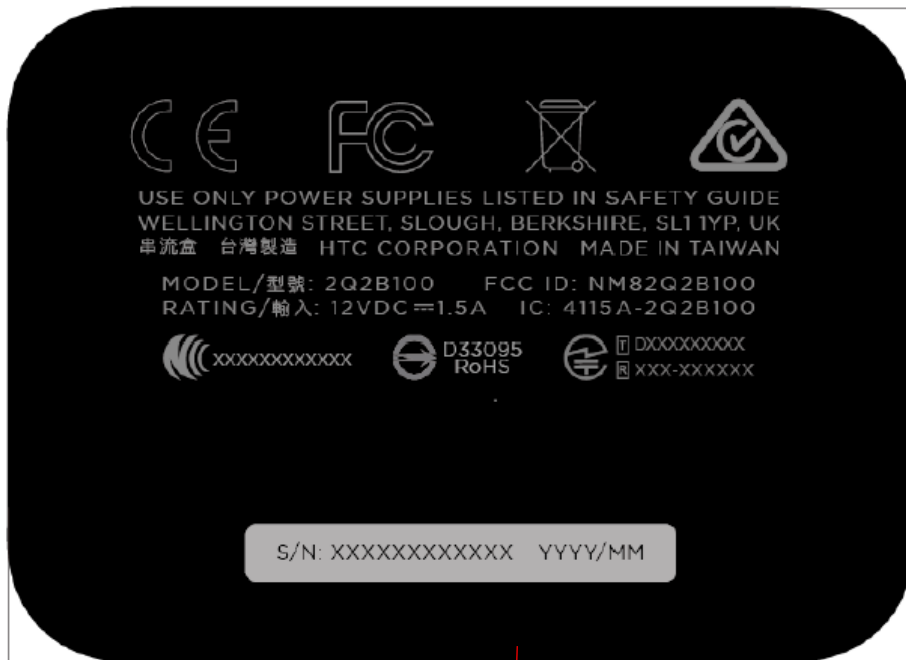 CE FC
USE ONLY POWER SUPPLIES LISTED IN SAFETY GUIDE
WELLINGTON STREET, SLOUGH, BERKSHIRE, SL1 1YP, UK
串流盒 台灣製造 HTC CORPORATION MADE IN TAIWAN
MODEL/型號: 2Q2B100 FCC ID: NM82Q2B100
RATING/輸入: 12VDC⎓1.5A IC: 4115A-2Q2B100
XXXXXXXXXXXX D33095 T DXXXXXXXXX
RoHS R XXX-XXXXXX
S/N: XXXXXXXXXXXX YYYY/MM